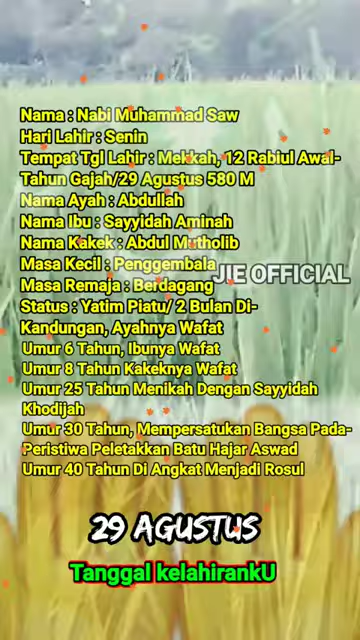 Nama : Nabi Muhammad Saw
Hari Lahir : Senin
Tempat Tgl Lahir : Mekkah, 12 Rabiul Awal-
Tahun Gajah/29 Agustus 580 M
Nama Ayah : Abdullah
Nama Ibu : Sayyidah Aminah
Nama Kakek : Abdul Mutholib
Masa Kecil : Penggembala
JIE OFFICIAL
Masa Remaja : Berdagang
Status : Yatim Piatu/ 2 Bulan Di-
Kandungan, Ayahnya Wafat
Umur 6 Tahun, Ibunya Wafat
Umur 8 Tahun Kakeknya Wafat
Umur 25 Tahun Menikah Dengan Sayyidah
Khodijah
Umur 30 Tahun, Mempersatukan Bangsa Pada-
Peristiwa Peletakkan Batu Hajar Aswad
Umur 40 Tahun Di Angkat Menjadi Rosul
29 AGUSTUS
Tanggal kelahirankU